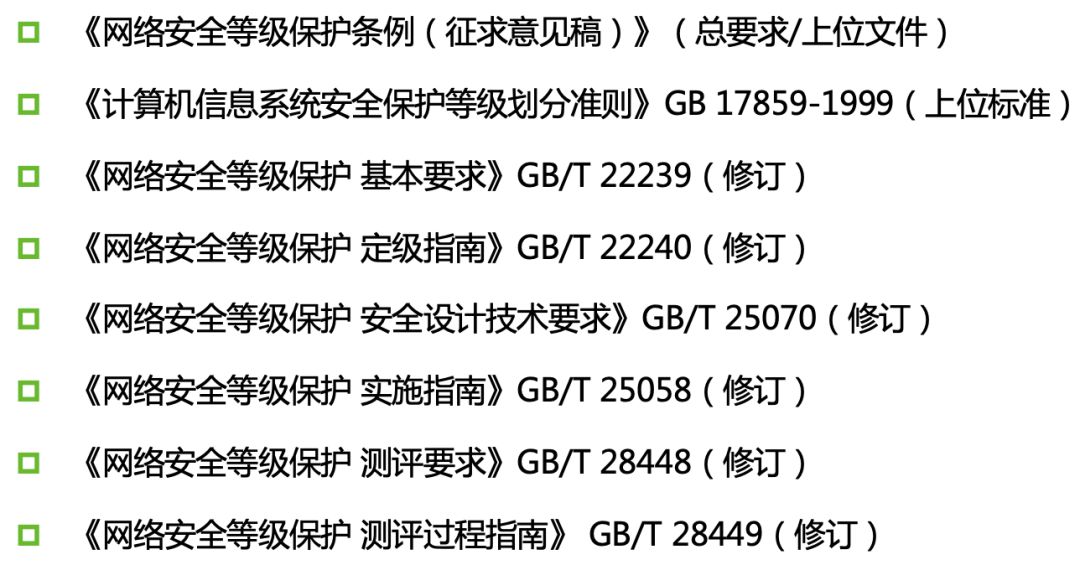 《网络安全等级保护条例（征求意见稿）》（总要求/上位文件）
《计算机信息系统安全保护等级划分准则》GB 17859-1999（上位标准）
《网络安全等级保护 基本要求》GB/T 22239（修订）
《网络安全等级保护 定级指南》GB/T 22240（修订）
《网络安全等级保护 安全设计技术要求》GB/T 25070（修订）
《网络安全等级保护 实施指南》GB/T 25058（修订）
《网络安全等级保护 测评要求》GB/T 28448（修订）
《网络安全等级保护 测评过程指南》 GB/T 28449（修订）